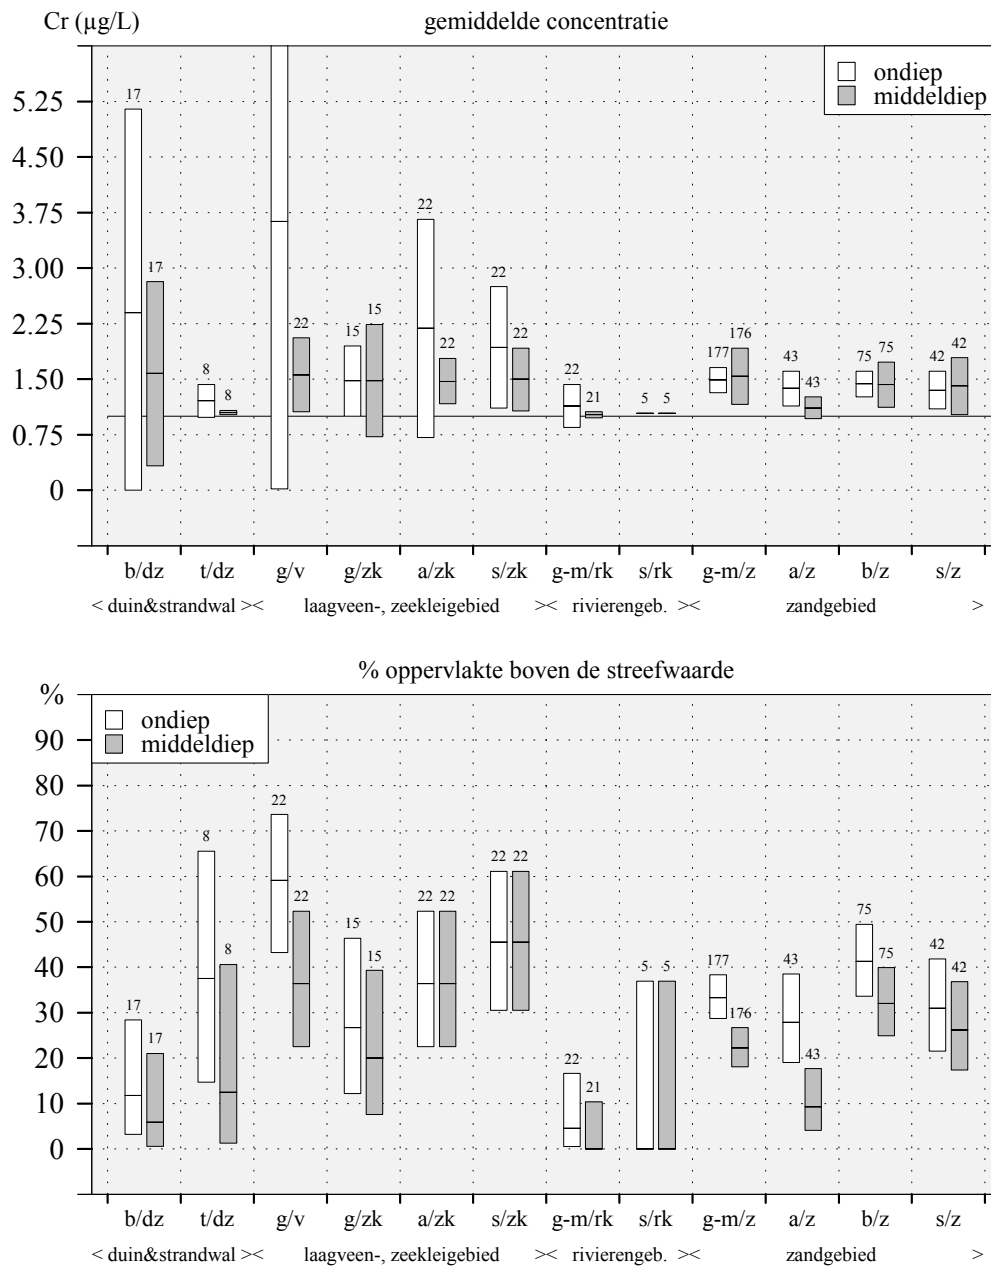 Cr (µg/L) gemiddelde concentratie
ondiep
middeldiep
5.25
4.50
3.75
3.00
2.25
1.50
0.75
0
17 17 8 8 22 15 15 22 22 22 22 22 21 5 5 177 176 43 43 75 75 42 42
b/dz t/dz g/v g/zk a/zk s/zk g-m/rk s/rk g-m/z a/z b/z s/z
< duin&strandwal >< laagveen-, zeekleigebied >< rivierengeb. >< zandgebied >
% oppervlakte boven de streefwaarde
%
ondiep
middeldiep
90
80
70
60
50
40
30
20
10
0
17 17 8 8 22 22 15 15 22 22 22 22 22 21 5 5 177 176 43 43 75 75 42 42
b/dz t/dz g/v g/zk a/zk s/zk g-m/rk s/rk g-m/z a/z b/z s/z
< duin&strandwal >< laagveen-, zeekleigebied >< rivierengeb. >< zandgebied >